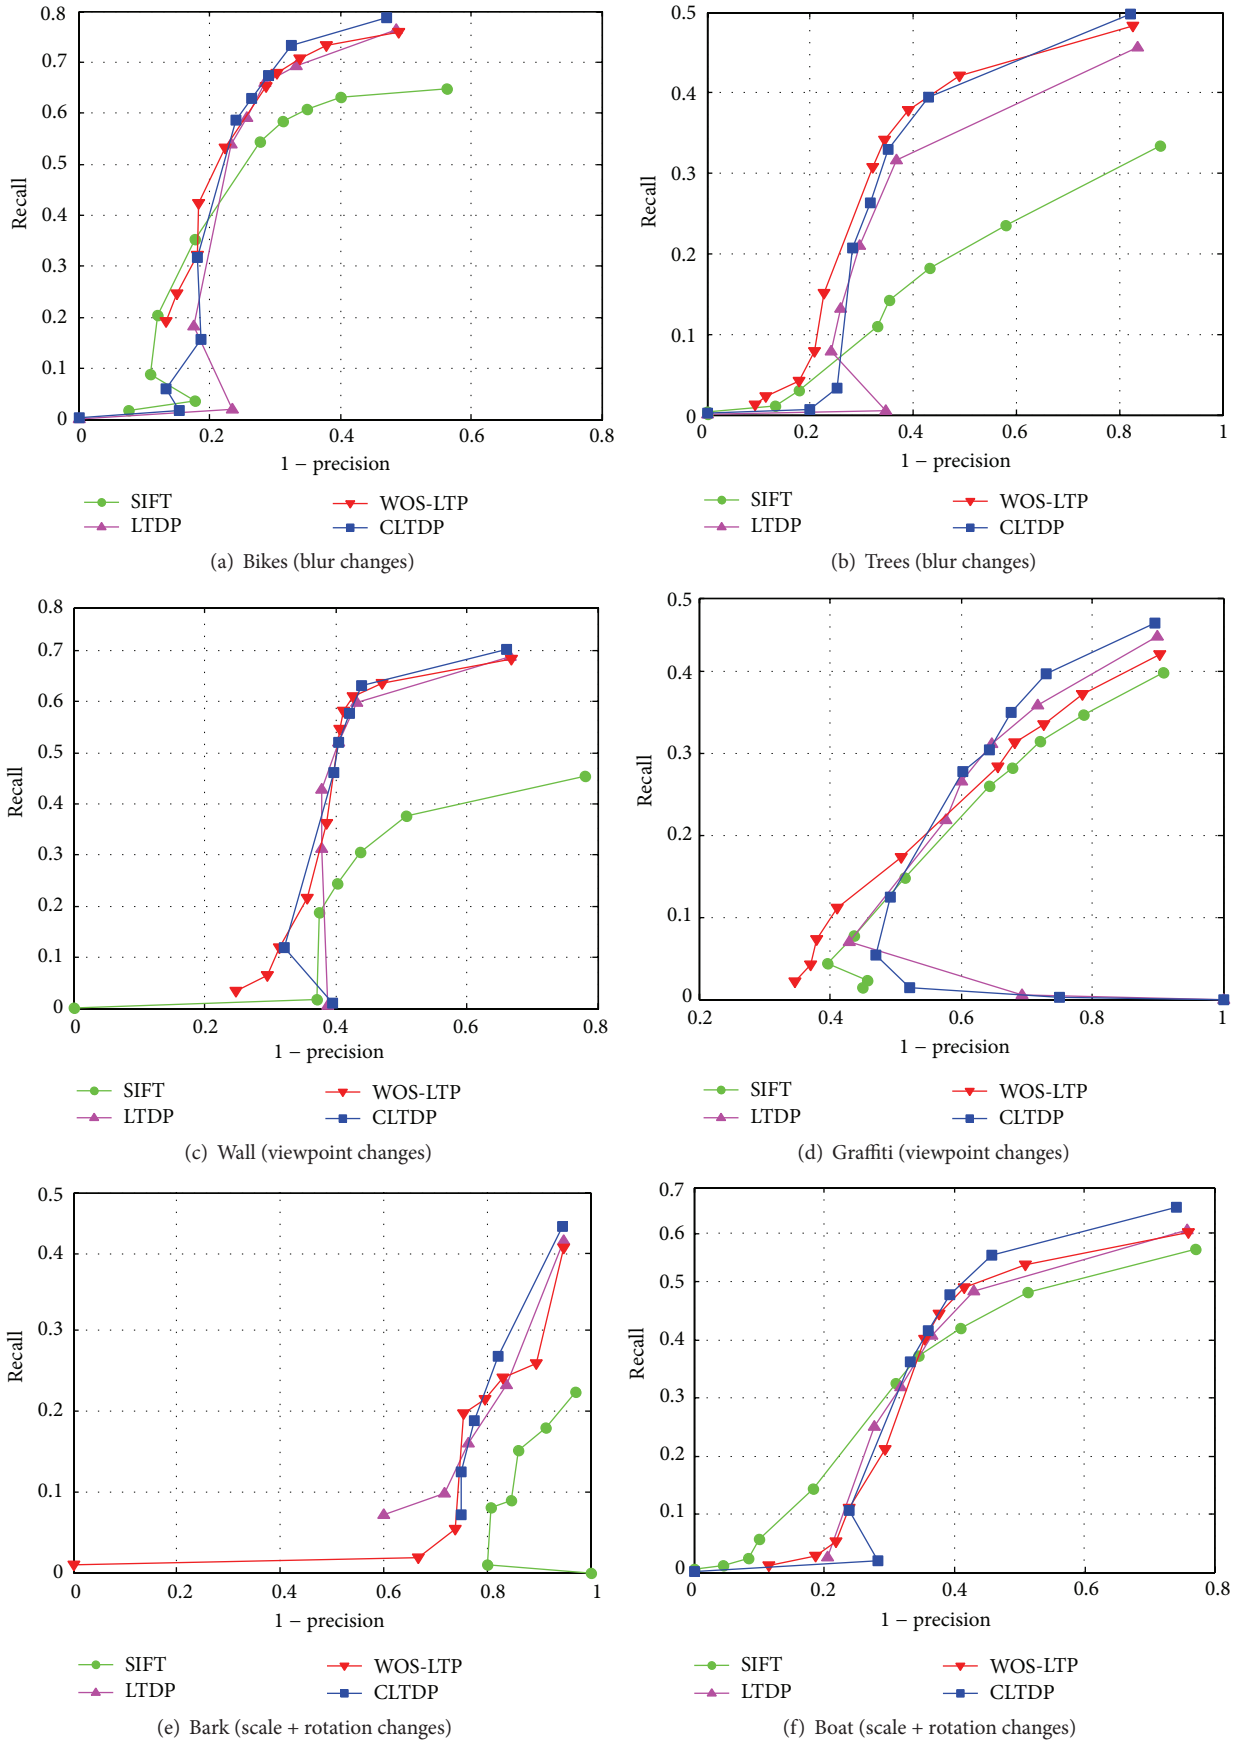 0.8
0.7
0.6
0.5
0.4
0.3
0.2
0.1
0
Recall
0 0.2 0.4 0.6 0.8
1 − precision
SIFT WOS-LTP
LTDP CLTDP
(a) Bikes (blur changes)
0.5
0.4
0.3
0.2
0.1
0
Recall
0 0.2 0.4 0.6 0.8 1
1 − precision
SIFT WOS-LTP
LTDP CLTDP
(b) Trees (blur changes)
0.8
0.7
0.6
0.5
0.4
0.3
0.2
0.1
0
Recall
0 0.2 0.4 0.6 0.8
1 − precision
SIFT WOS-LTP
LTDP CLTDP
(c) Wall (viewpoint changes)
0.5
0.4
0.3
0.2
0.1
0
Recall
0.2 0.4 0.6 0.8 1
1 − precision
SIFT WOS-LTP
LTDP CLTDP
(d) Graffiti (viewpoint changes)
0.5
0.4
0.3
0.2
0.1
0
Recall
0 0.2 0.4 0.6 0.8 1
1 − precision
SIFT WOS-LTP
LTDP CLTDP
(e) Bark (scale + rotation changes)
0.7
0.6
0.5
0.4
0.3
0.2
0.1
0
Recall
0 0.2 0.4 0.6 0.8
1 − precision
SIFT WOS-LTP
LTDP CLTDP
(f) Boat (scale + rotation changes)